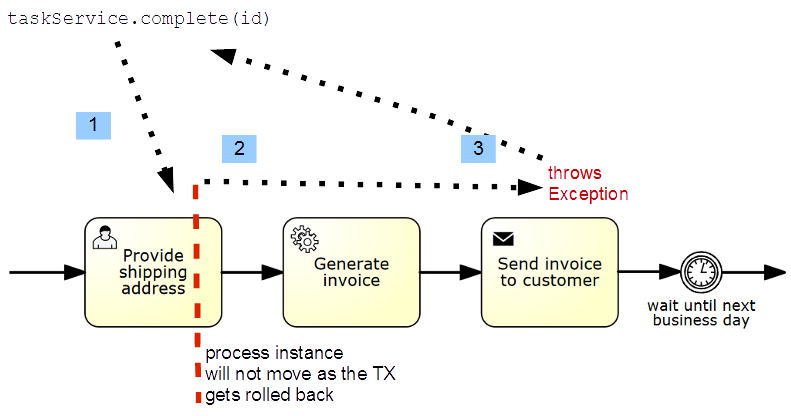 taskService.complete(id)
1
2
3
throws
Exception
Provide
shipping
address
Generate
invoice
Send invoice
to customer
wait until next
business day
process instance
will not move as the TX
gets rolled back